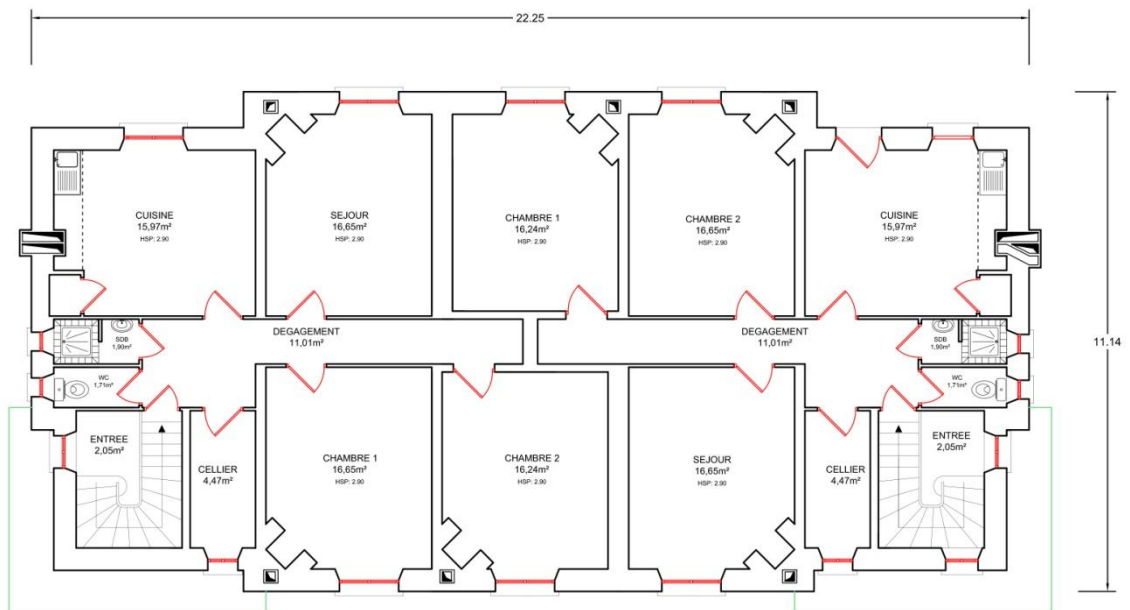 22.25
11.14
CUISINE
15,97m²
HSP: 2.90
SEJOUR
16,65m²
HSP: 2.90
CHAMBRE 1
16,24m²
HSP: 2.90
CHAMBRE 2
16,65m²
HSP: 2.90
CUISINE
15,97m²
HSP: 2.90
SDB
1,90m²
DEGAGEMENT
11,01m²
DEGAGEMENT
11,01m²
SDB
1,90m²
WC
1,71m²
WC
1,71m²
ENTREE
2,05m²
CELLIER
4,47m²
CHAMBRE 1
16,65m²
HSP: 2.90
CHAMBRE 2
16,24m²
HSP: 2.90
SEJOUR
16,65m²
HSP: 2.90
CELLIER
4,47m²
ENTREE
2,05m²